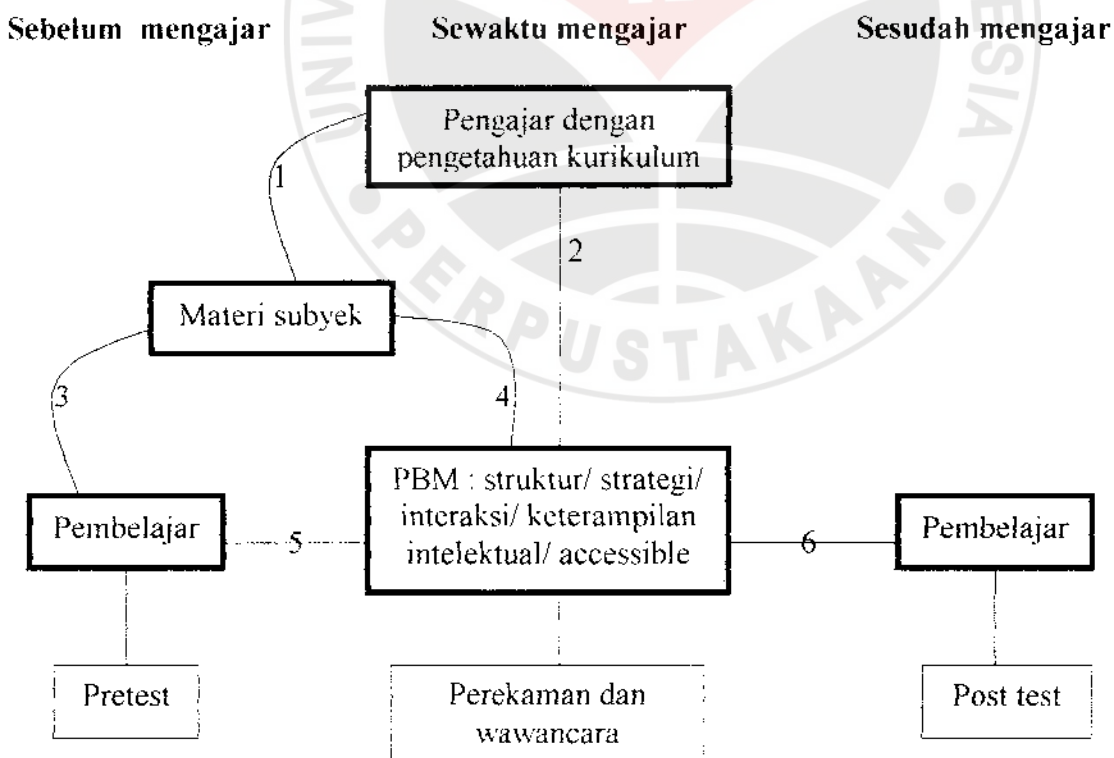 Sebelum mengajar
Sewaktu mengajar
Sesudah mengajar
Pengajar dengan
pengetahuan kurikulum
1
2
Materi subyek
3
4
PBM : struktur/ strategi/
interaksi/ keterampilan
intelektual/ accessible
Pembelajar
5
6
Pembelajar
Pretest
Perekaman dan
wawancara
Post test
PERPUSTAKAAN